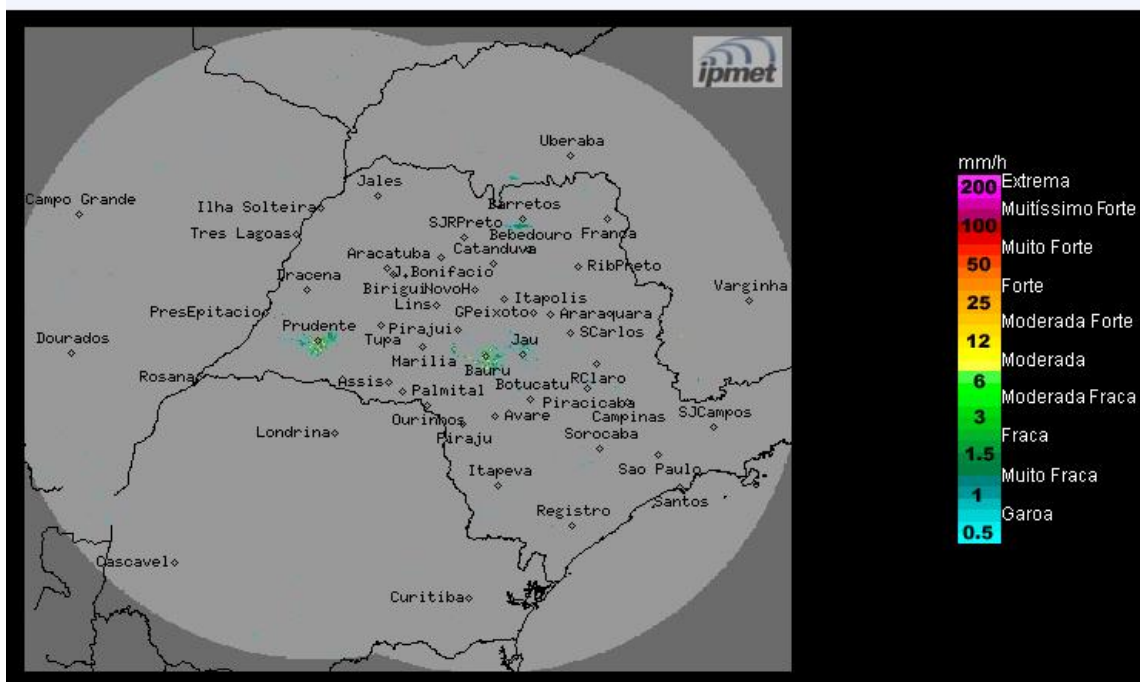 ipmet
Uberaba
Jales
Campo Grande
Ilha Solteira
Barretos
SJRPreto
Tres Lagoas
Bebedouro
Franca
Aracatuba
Catanduva
Dracena
J.Bonifacio
RibPreto
Birigui
NovoH
Varginha
Lins
Itapolis
PresEpitacio
GPeixoto
Araraquara
Prudente
Pirajui
SCarlos
Dourados
Tupa
Jau
Marilia
Bauru
Rosana
Assis
Palmital
Botucatu
RClaro
Piracicaba
Ourinhos
Avare
Campinas
SJCampos
Londrina
Piraju
Sorocaba
Itapeva
Sao Paulo
Santos
Registro
Cascavel
Curitiba
mm/h
200 Extrema
Muitíssimo Forte
100
Muito Forte
50
Forte
25
Moderada Forte
12
Moderada
6
Moderada Fraca
3
Fraca
1.5
Muito Fraca
1
Garoa
0.5